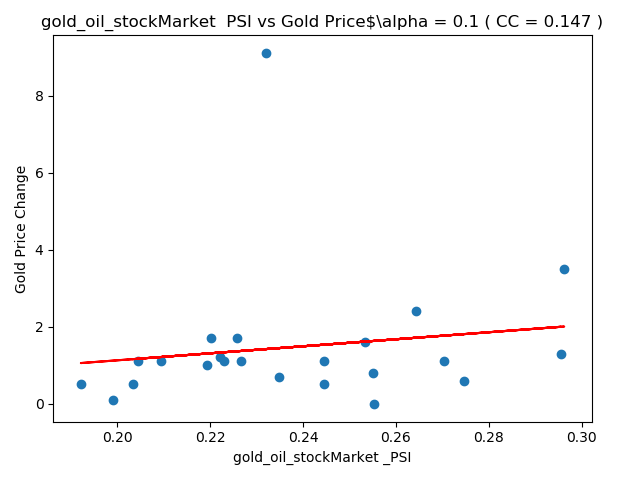 gold_oil_stockMarket  PSI vs Gold Price$\alpha = 0.1 ( CC = 0.147 )
Gold Price Change
8
6
4
2
0
0.20 0.22 0.24 0.26 0.28 0.30
gold_oil_stockMarket _PSI